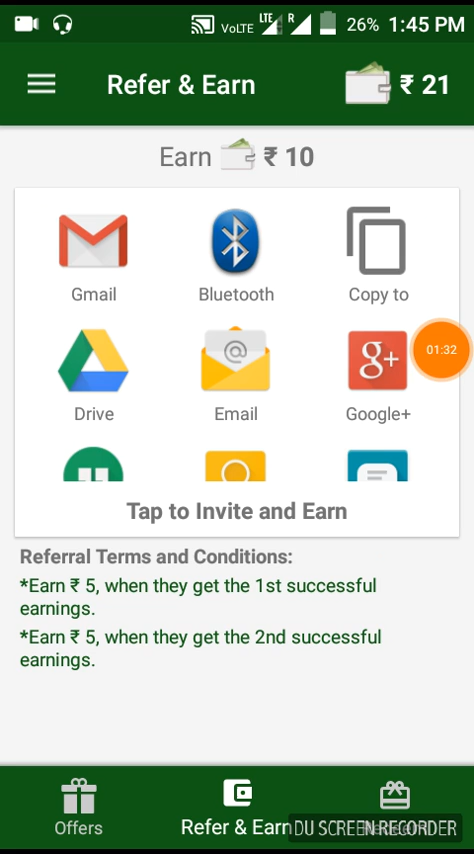 VoLTE LTE R 26% 1:45 PM
Refer & Earn ₹ 21
Earn ₹ 10
Gmail Bluetooth Copy to
@ g+ 01:32
Drive Email Google+
Tap to Invite and Earn
Referral Terms and Conditions:
*Earn ₹ 5, when they get the 1st successful
earnings.
*Earn ₹ 5, when they get the 2nd successful
earnings.
Offers Refer & Earn DU SCREEN RECORDER